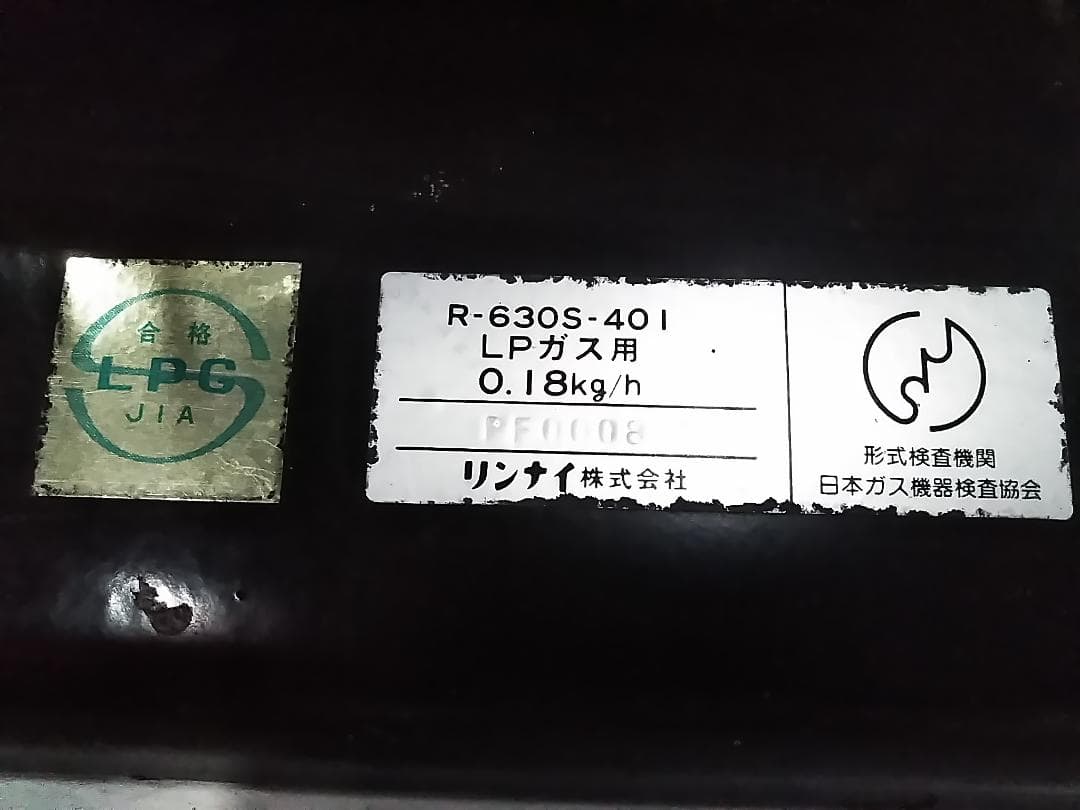 合格
LPG
JIA
R-630S-401
LPガス用
0.18kg/h
リンナイ株式会社
形式検査機関
日本ガス機器検査協会